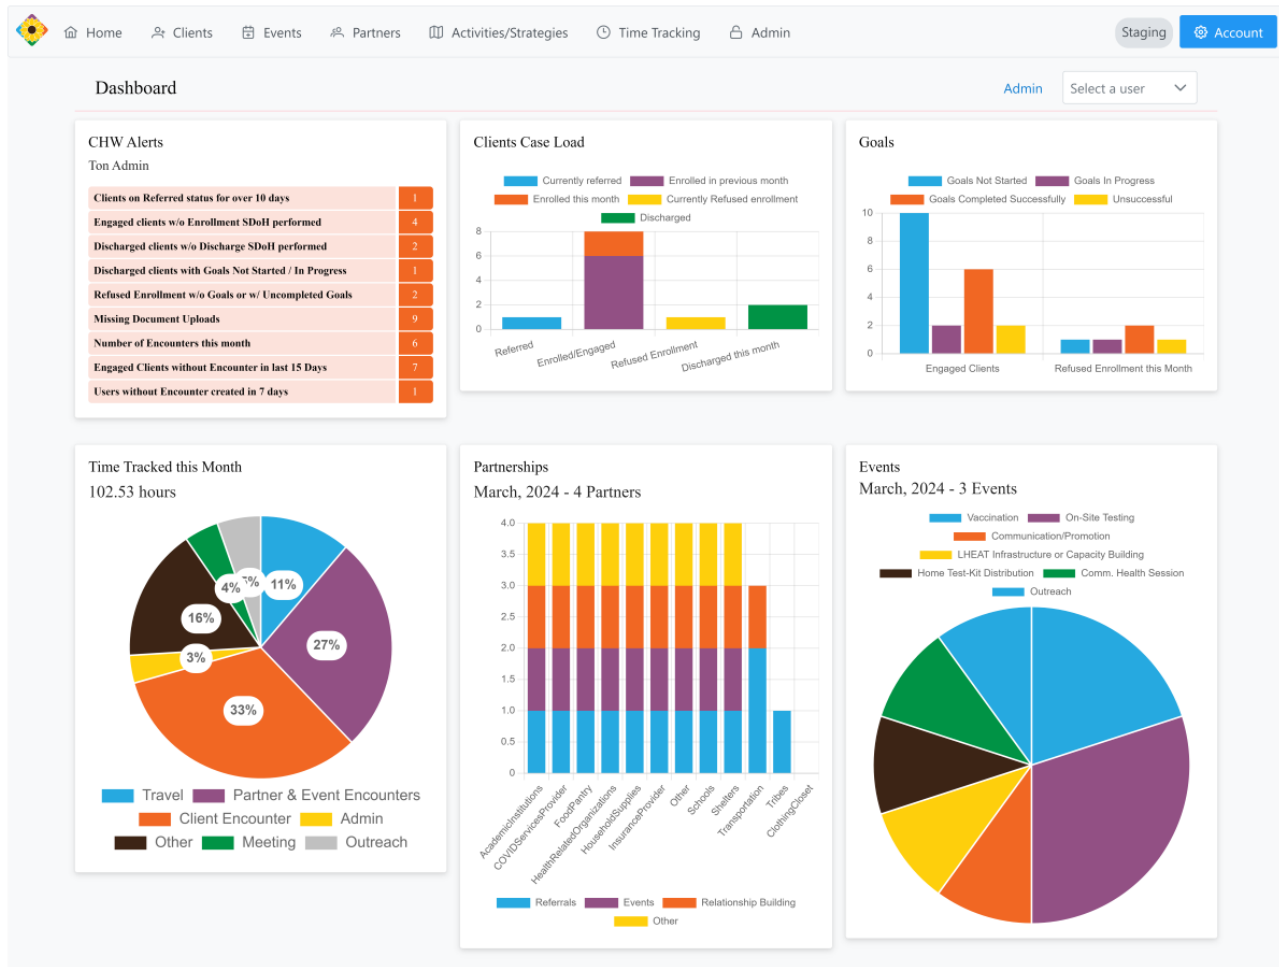 Home Clients Events Partners Activities/Strategies Time Tracking Admin Staging Account
Dashboard Admin Select a user
CHW Alerts
Ton Admin
Clients on Referred status for over 10 days 1
Engaged clients w/o Enrollment SDoH performed 4
Discharged clients w/o Discharge SDoH performed 2
Discharged clients with Goals Not Started / In Progress 1
Refused Enrollment w/o Goals or w/ Uncompleted Goals 2
Missing Document Uploads 9
Number of Encounters this month 6
Engaged Clients without Encounter in last 15 Days 7
Users without Encounter created in 7 days 1
Clients Case Load
Currently referred Enrolled in previous month
Enrolled this month Currently Refused enrollment
Discharged
8
6
4
2
0
Referred Enrolled/Engaged Refused Enrollment Discharged this month
Goals
Goals Not Started Goals In Progress
Goals Completed Successfully Unsuccessful
10
8
6
4
2
0
Engaged Clients Refused Enrollment this Month
Time Tracked this Month
102.53 hours
4% 5% 11%
16%
27%
3%
33%
Travel Partner & Event Encounters
Client Encounter Admin
Other Meeting Outreach
Partnerships
March, 2024 - 4 Partners
4.0
3.5
3.0
2.5
2.0
1.5
1.0
0.5
0
AcademicInstitutions COVIDServicesProvider FoodPantry HealthRelatedOrganizations HouseholdSupplies InsuranceProvider Other Schools Shelters Transportation Tribes ClothingCloset
Referrals Events Relationship Building
Other
Events
March, 2024 - 3 Events
Vaccination On-Site Testing
Communication/Promotion
LHEAT Infrastructure or Capacity Building
Home Test-Kit Distribution Comm. Health Session
Outreach